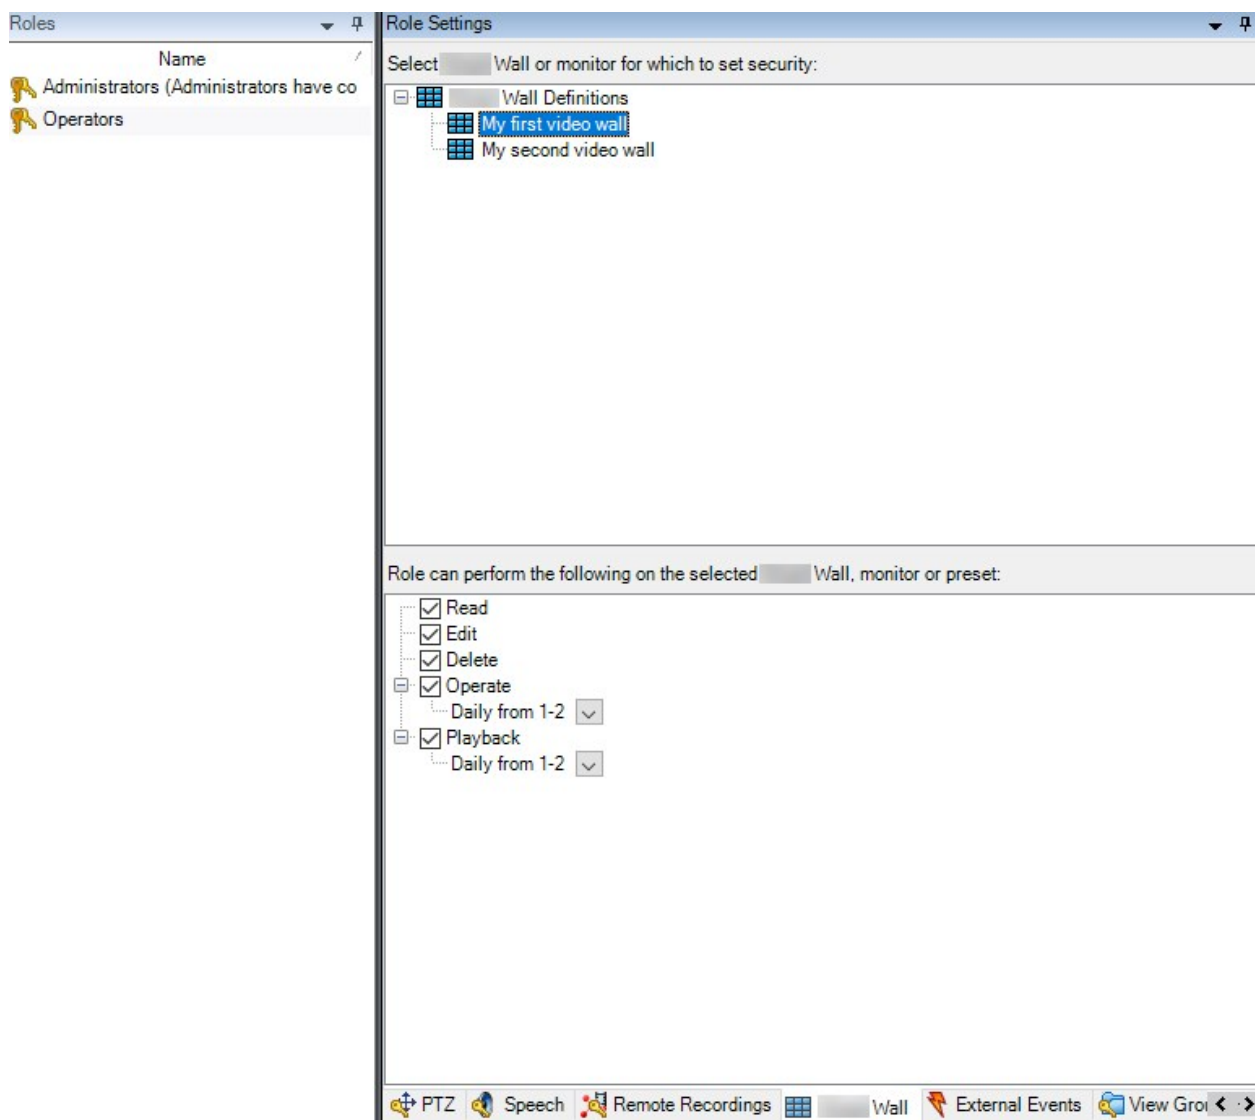 Roles
Name
Administrators (Administrators have co
Operators
Role Settings
Select Wall or monitor for which to set security:
Wall Definitions
My first video wall
My second video wall
Role can perform the following on the selected Wall, monitor or preset:
Read
Edit
Delete
Operate
Daily from 1-2
Playback
Daily from 1-2
PTZ Speech Remote Recordings Wall External Events View Grou